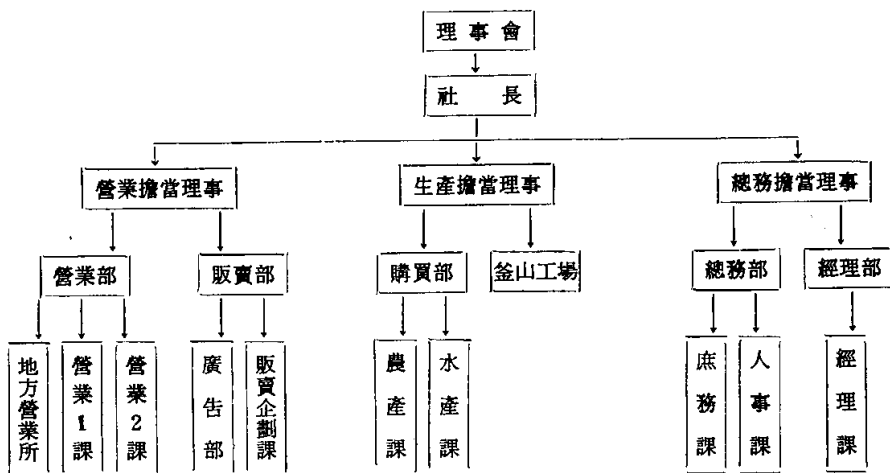 理事會
社長
營業擔當理事 生產擔當理事 總務擔當理事
營業部 販賣部 購買部 釜山工場 總務部 經理部
地方營業所 營業1課 營業2課 廣告部 販賣企劃課 農產課 水產課 庶務課 人事課 經理課